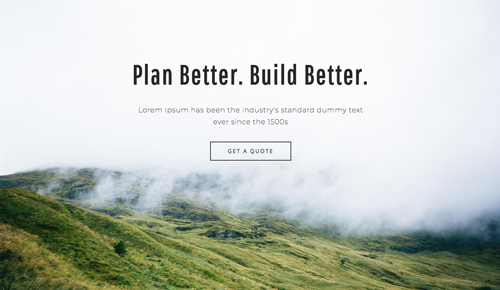 Plan Better. Build Better.
Lorem Ipsum has been the industry's standard dummy text
ever since the 1500s
GET A QUOTE